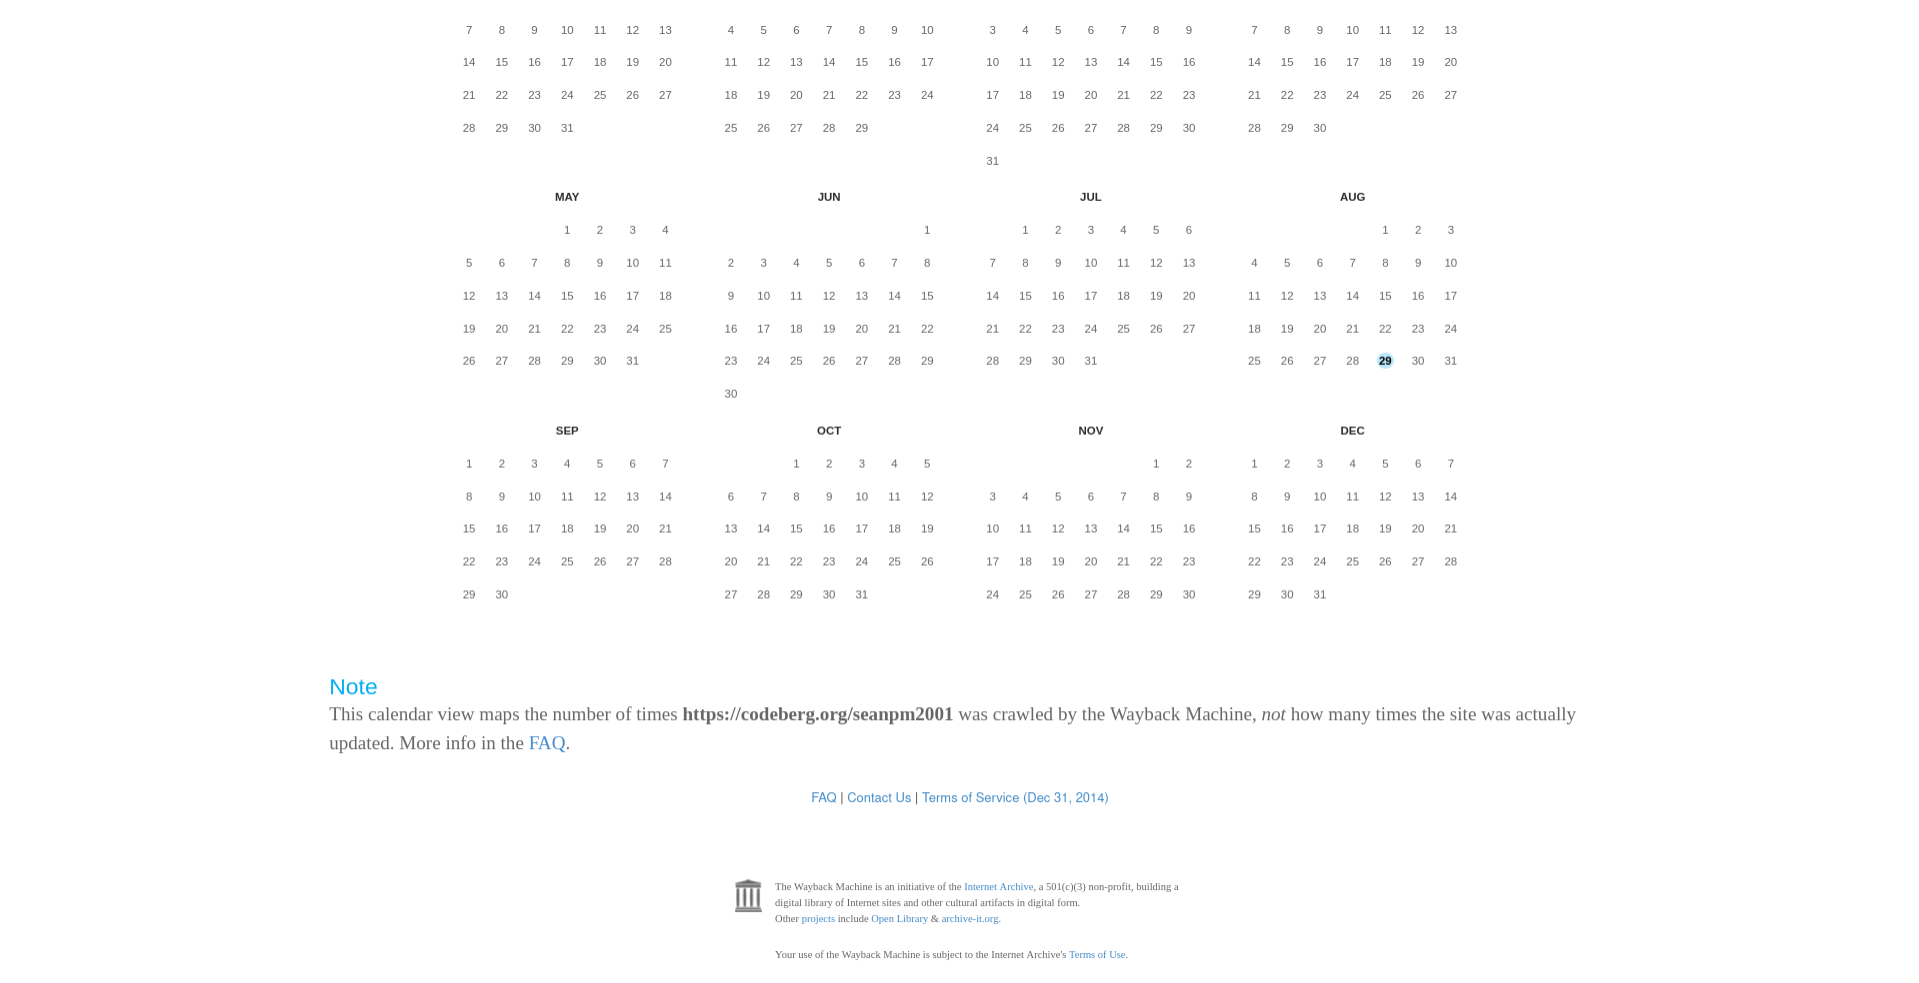 7 8 9 10 11 12 13 4 5 6 7 8 9 10 3 4 5 6 7 8 9 7 8 9 10 11 12 13
14 15 16 17 18 19 20 11 12 13 14 15 16 17 10 11 12 13 14 15 16 14 15 16 17 18 19 20
21 22 23 24 25 26 27 18 19 20 21 22 23 24 17 18 19 20 21 22 23 21 22 23 24 25 26 27
28 29 30 31 25 26 27 28 29 24 25 26 27 28 29 30 28 29 30
31
MAY JUN JUL AUG
1 2 3 4 1 1 2 3 4 5 6 1 2 3
5 6 7 8 9 10 11 2 3 4 5 6 7 8 7 8 9 10 11 12 13 4 5 6 7 8 9 10
12 13 14 15 16 17 18 9 10 11 12 13 14 15 14 15 16 17 18 19 20 11 12 13 14 15 16 17
19 20 21 22 23 24 25 16 17 18 19 20 21 22 21 22 23 24 25 26 27 18 19 20 21 22 23 24
26 27 28 29 30 31 23 24 25 26 27 28 29 28 29 30 31 25 26 27 28 29 30 31
30
SEP OCT NOV DEC
1 2 3 4 5 6 7 1 2 3 4 5 1 2 1 2 3 4 5 6 7
8 9 10 11 12 13 14 6 7 8 9 10 11 12 3 4 5 6 7 8 9 8 9 10 11 12 13 14
15 16 17 18 19 20 21 13 14 15 16 17 18 19 10 11 12 13 14 15 16 15 16 17 18 19 20 21
22 23 24 25 26 27 28 20 21 22 23 24 25 26 17 18 19 20 21 22 23 22 23 24 25 26 27 28
29 30 27 28 29 30 31 24 25 26 27 28 29 30 29 30 31
Note
This calendar view maps the number of times https://codeberg.org/seanpm2001 was crawled by the Wayback Machine, not how many times the site was actually
updated. More info in the FAQ.
FAQ | Contact Us | Terms of Service (Dec 31, 2014)
The Wayback Machine is an initiative of the Internet Archive, a 501(c)(3) non-profit, building a
digital library of Internet sites and other cultural artifacts in digital form.
Other projects include Open Library & archive-it.org.
Your use of the Wayback Machine is subject to the Internet Archive's Terms of Use.